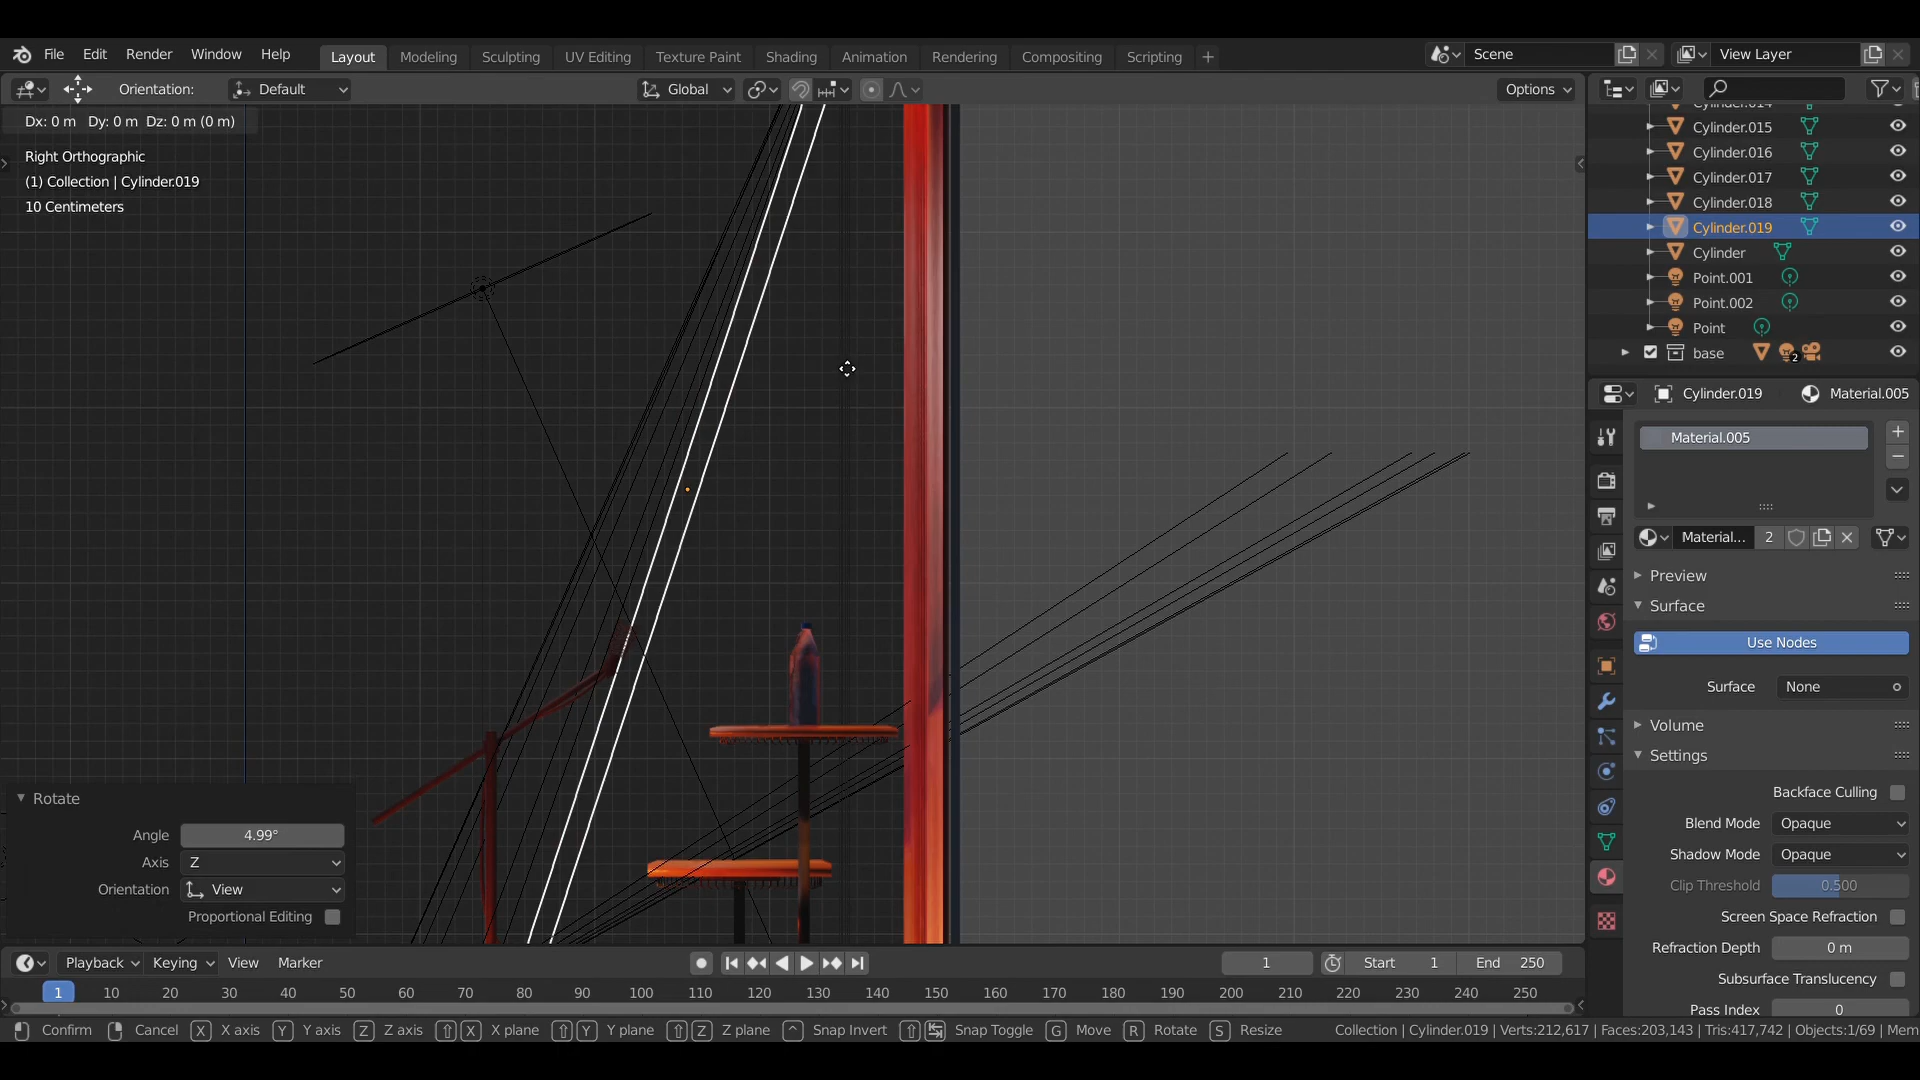 File Edit Render Window Help Layout Modeling Sculpting UV Editing Texture Paint Shading Animation Rendering Compositing Scripting + Scene View Layer
Orientation: Default Global Options
Dx: 0 m Dy: 0 m Dz: 0 m (0 m)
Right Orthographic
(1) Collection | Cylinder.019
10 Centimeters
Cylinder.014
Cylinder.015
Cylinder.016
Cylinder.017
Cylinder.018
Cylinder.019
Cylinder
Point.001
Point.002
Point
base 2
Cylinder.019 Material.005
Material.005
Material... 2
Preview
Surface
Use Nodes
Surface None
Volume
Settings
Backface Culling
Blend Mode Opaque
Shadow Mode Opaque
Clip Threshold 0.500
Screen Space Refraction
Refraction Depth 0 m
Subsurface Translucency
Pass Index 0
Rotate
Angle 4.99°
Axis Z
Orientation View
Proportional Editing
Playback Keying View Marker 1 Start 1 End 250
1 10 20 30 40 50 60 70 80 90 100 110 120 130 140 150 160 170 180 190 200 210 220 230 240 250
Confirm Cancel X X axis Y Y axis Z Z axis X X plane Y Y plane Z Z plane ^ Snap Invert Snap Toggle G Move R Rotate S Resize Collection | Cylinder.019 | Verts:212,617 | Faces:203,143 | Tris:417,742 | Objects:1/69 | Mem